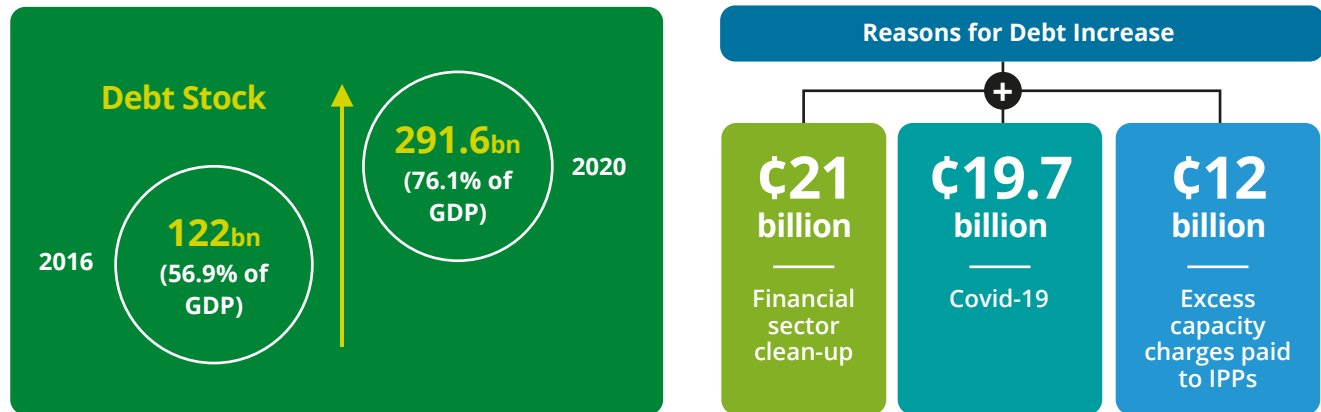 Debt Stock
291.6bn
(76.1% of
GDP)
2020
122bn
(56.9% of
GDP)
2016
Reasons for Debt Increase
+
₵21
billion
Financial
sector
clean-up
₵19.7
billion
Covid-19
₵12
billion
Excess
capacity
charges paid
to IPPs